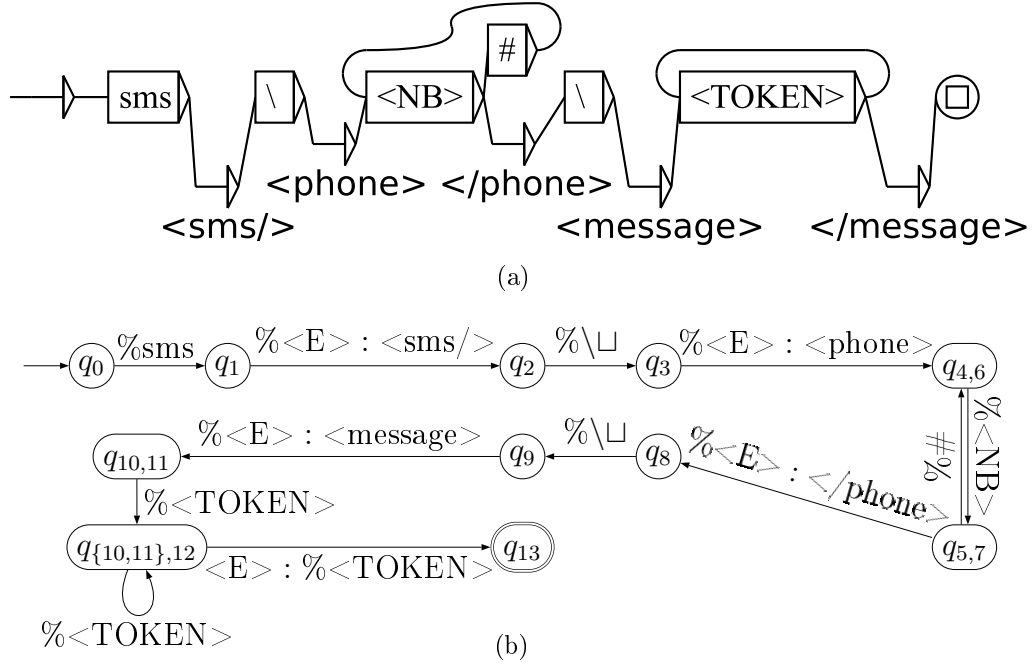 sms \ <NB> # \ <TOKEN>
<phone> </phone>
<sms/> <message> </message>
(a)
%sms %<E> : <sms/> %\⊔ %<E> : <phone>
q0 q1 q2 q3 q4,6
%<E> : <message> %\⊔ %<E> : </phone> #% %<NB>
q10,11 q9 q8
%<TOKEN>
q{10,11},12 q13 q5,7
<E> : %<TOKEN>
%<TOKEN>
(b)